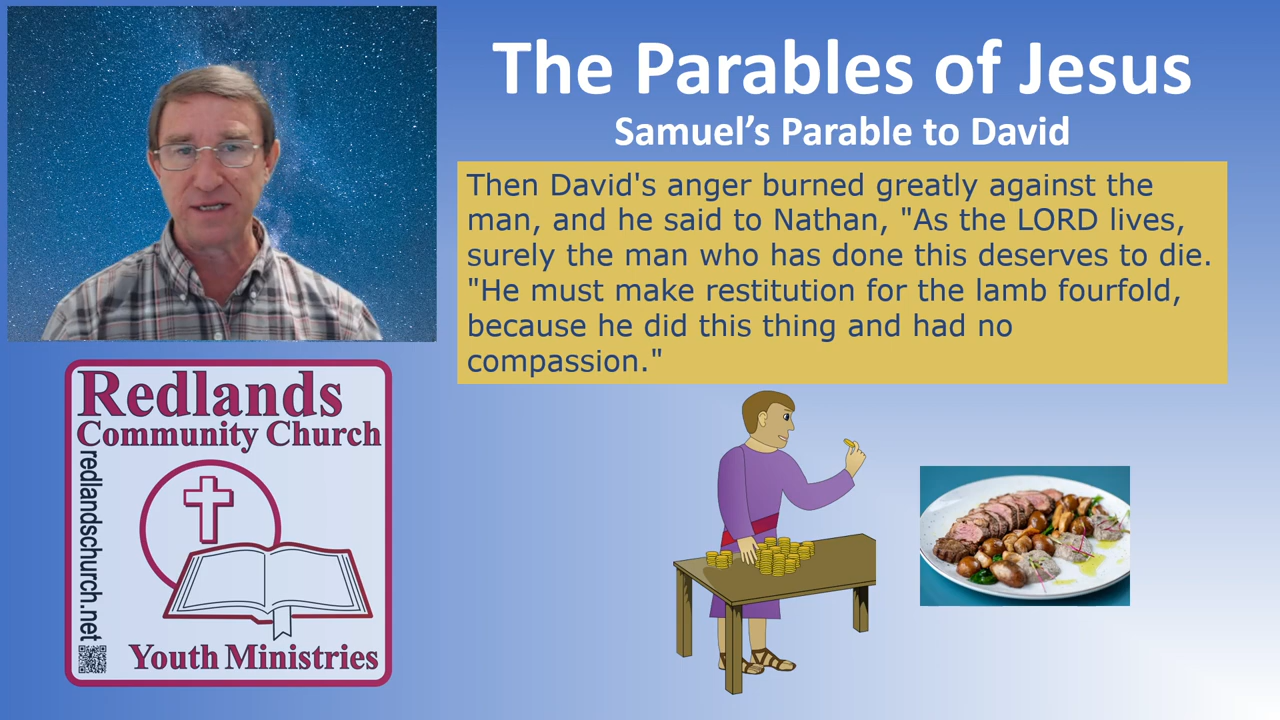 The Parables of Jesus
Samuel’s Parable to David
Then David's anger burned greatly against the
man, and he said to Nathan, "As the LORD lives,
surely the man who has done this deserves to die.
"He must make restitution for the lamb fourfold,
because he did this thing and had no
compassion."
Redlands
Community Church
redlandschurch.net
Youth Ministries